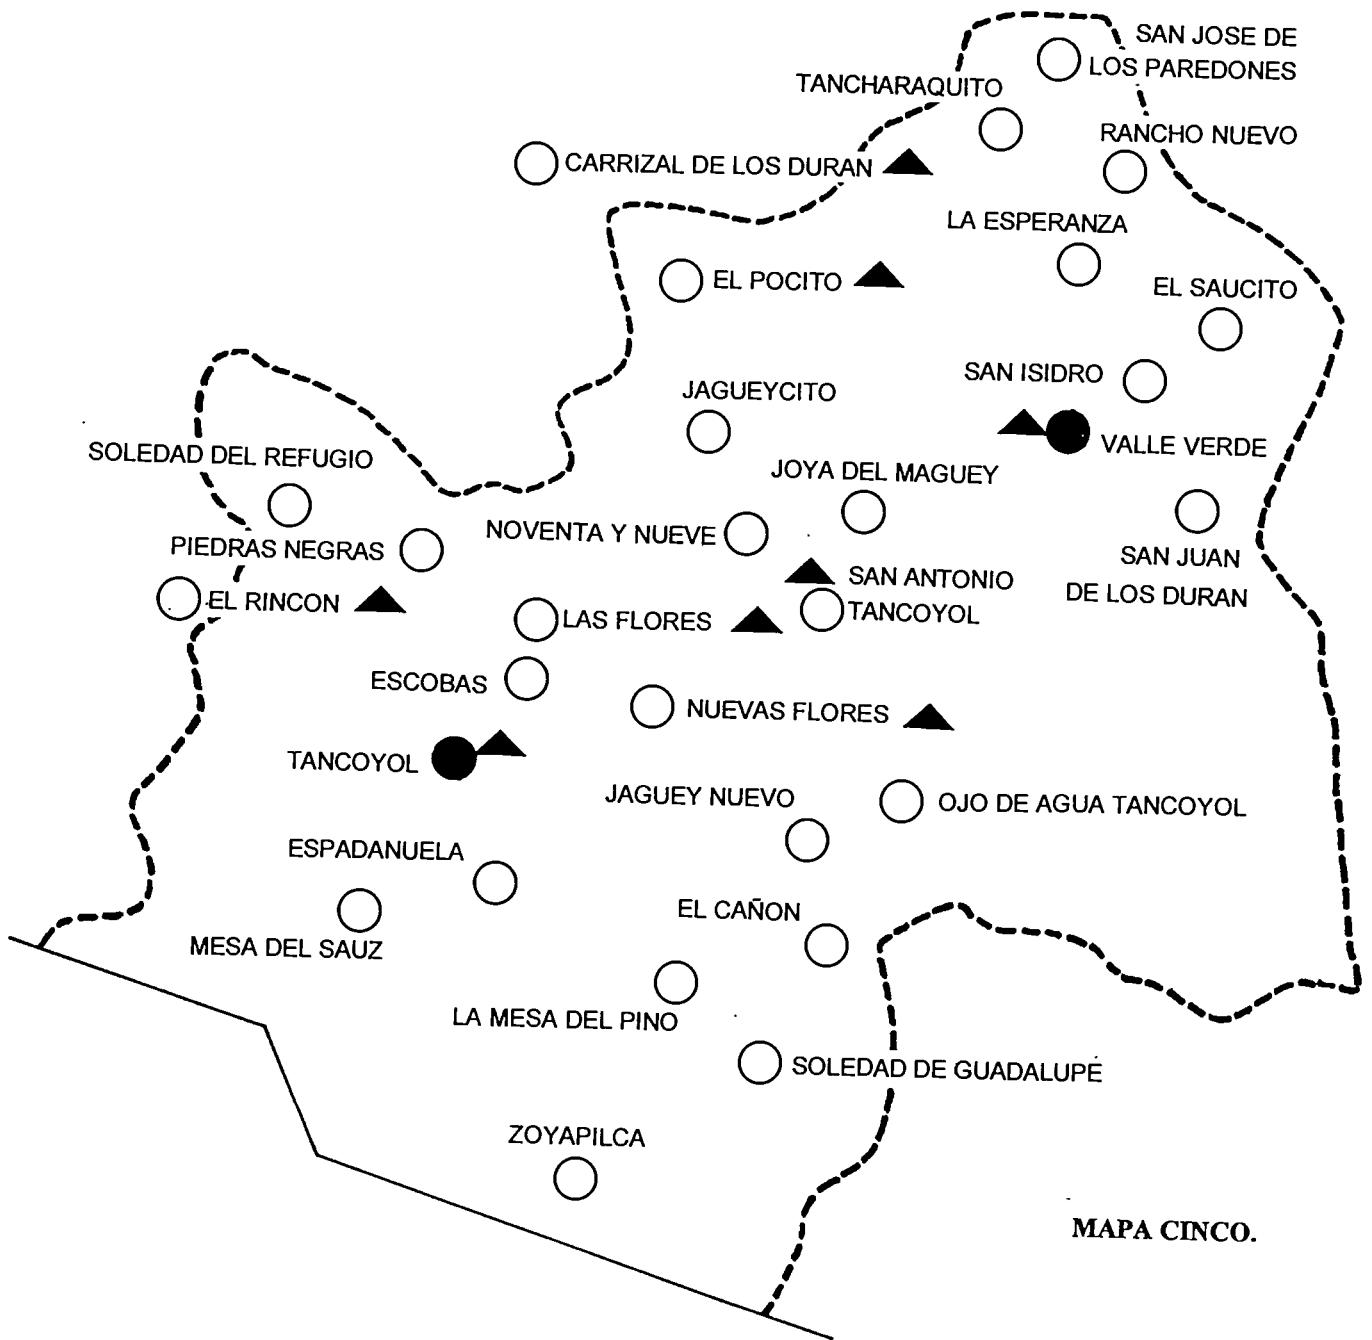 SAN JOSE DE
LOS PAREDONES
TANCHARAQUITO
RANCHO NUEVO
CARRIZAL DE LOS DURAN
LA ESPERANZA
EL POCITO
EL SAUCITO
SAN ISIDRO
JAGUEYCITO
VALLE VERDE
SOLEDAD DEL REFUGIO
JOYA DEL MAGUEY
NOVENTA Y NUEVE
PIEDRAS NEGRAS
SAN JUAN
DE LOS DURAN
SAN ANTONIO
TANCOYOL
EL RINCON
LAS FLORES
ESCOBAS
NUEVAS FLORES
TANCOYOL
JAGUEY NUEVO
OJO DE AGUA TANCOYOL
ESPADANUELA
EL CAÑON
MESA DEL SAUZ
LA MESA DEL PINO
SOLEDAD DE GUADALUPE
ZOYAPILCA
MAPA CINCO.